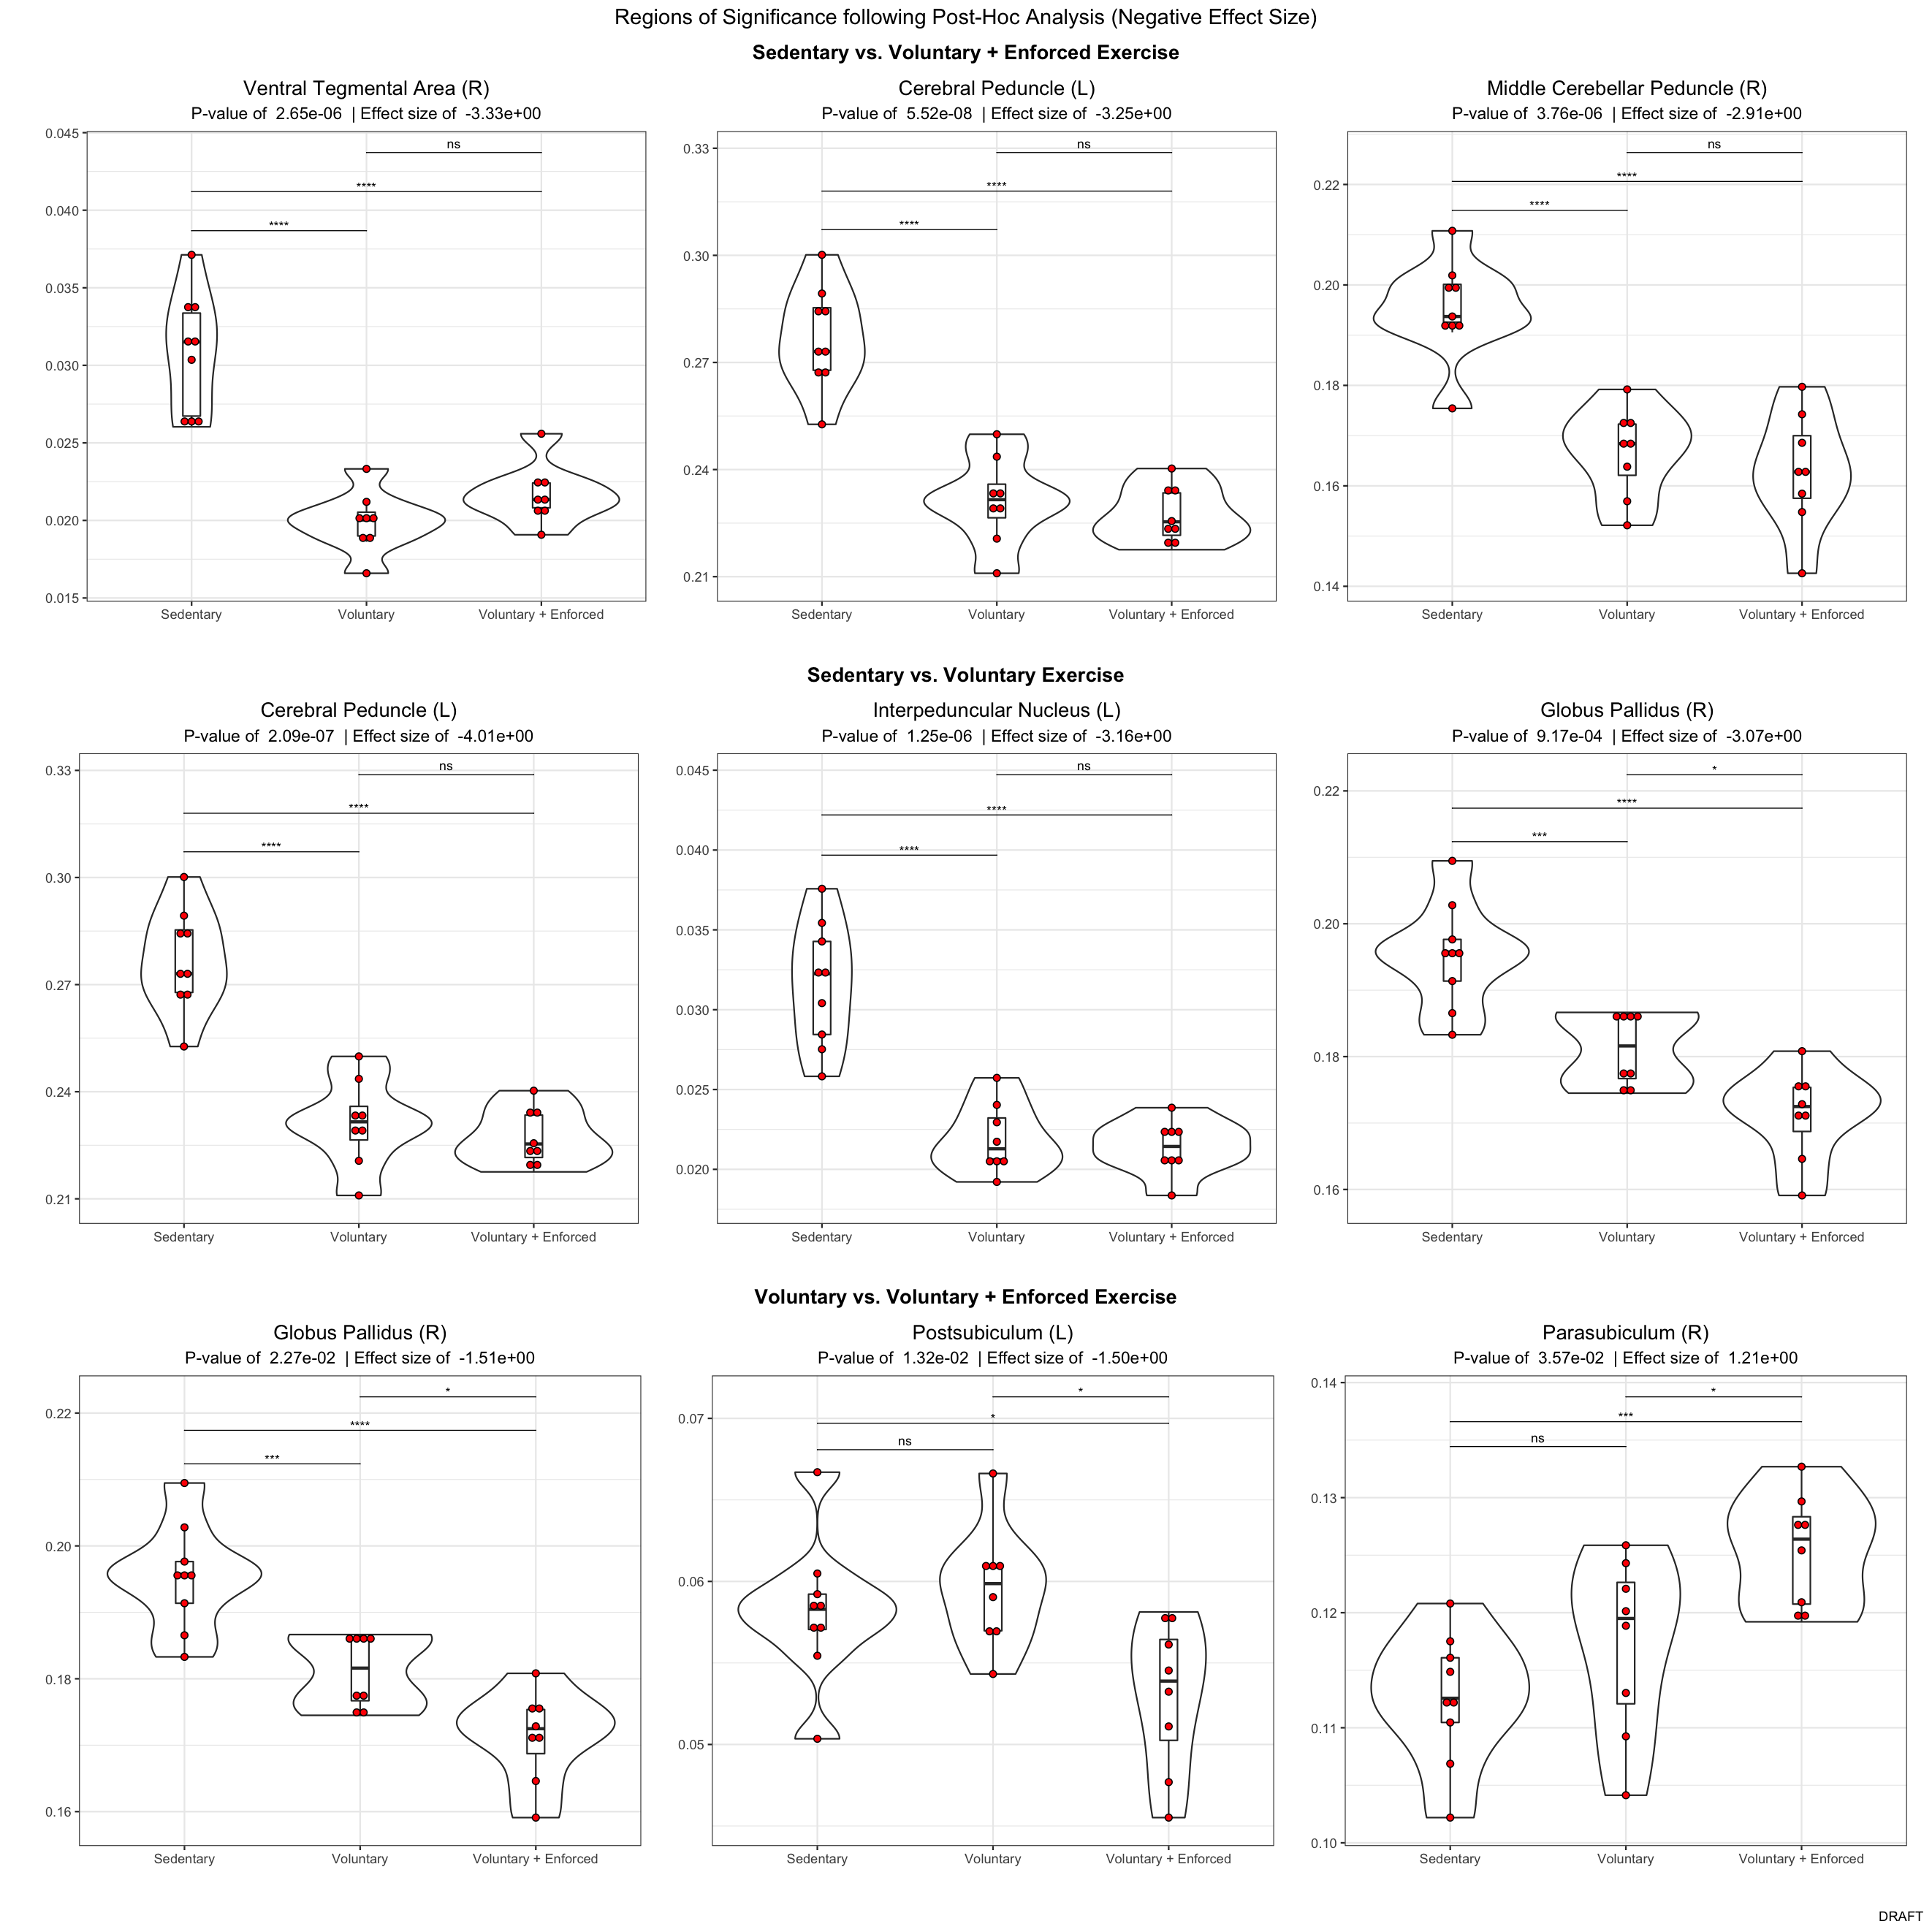 Regions of Significance following Post-Hoc Analysis (Negative Effect Size)
Sedentary vs. Voluntary + Enforced Exercise
Ventral Tegmental Area (R)
P-value of 2.65e-06 | Effect size of -3.33e+00
0.045
0.040
0.035
0.030
0.025
0.020
0.015
ns
****
****
Sedentary
Voluntary
Voluntary + Enforced
Cerebral Peduncle (L)
P-value of 5.52e-08 | Effect size of -3.25e+00
0.33
0.30
0.27
0.24
0.21
ns
****
****
Sedentary
Voluntary
Voluntary + Enforced
Middle Cerebellar Peduncle (R)
P-value of 3.76e-06 | Effect size of -2.91e+00
0.22
0.20
0.18
0.16
0.14
ns
****
****
Sedentary
Voluntary
Voluntary + Enforced
Sedentary vs. Voluntary Exercise
Cerebral Peduncle (L)
P-value of 2.09e-07 | Effect size of -4.01e+00
0.33
0.30
0.27
0.24
0.21
ns
****
****
Sedentary
Voluntary
Voluntary + Enforced
Interpeduncular Nucleus (L)
P-value of 1.25e-06 | Effect size of -3.16e+00
0.045
0.040
0.035
0.030
0.025
0.020
ns
****
****
Sedentary
Voluntary
Voluntary + Enforced
Globus Pallidus (R)
P-value of 9.17e-04 | Effect size of -3.07e+00
0.22
0.20
0.18
0.16
*
****
***
Sedentary
Voluntary
Voluntary + Enforced
Voluntary vs. Voluntary + Enforced Exercise
Globus Pallidus (R)
P-value of 2.27e-02 | Effect size of -1.51e+00
0.22
0.20
0.18
0.16
*
****
***
Sedentary
Voluntary
Voluntary + Enforced
Postsubiculum (L)
P-value of 1.32e-02 | Effect size of -1.50e+00
0.07
0.06
0.05
*
*
ns
Sedentary
Voluntary
Voluntary + Enforced
Parasubiculum (R)
P-value of 3.57e-02 | Effect size of 1.21e+00
0.14
0.13
0.12
0.11
0.10
*
***
ns
Sedentary
Voluntary
Voluntary + Enforced
DRAFT